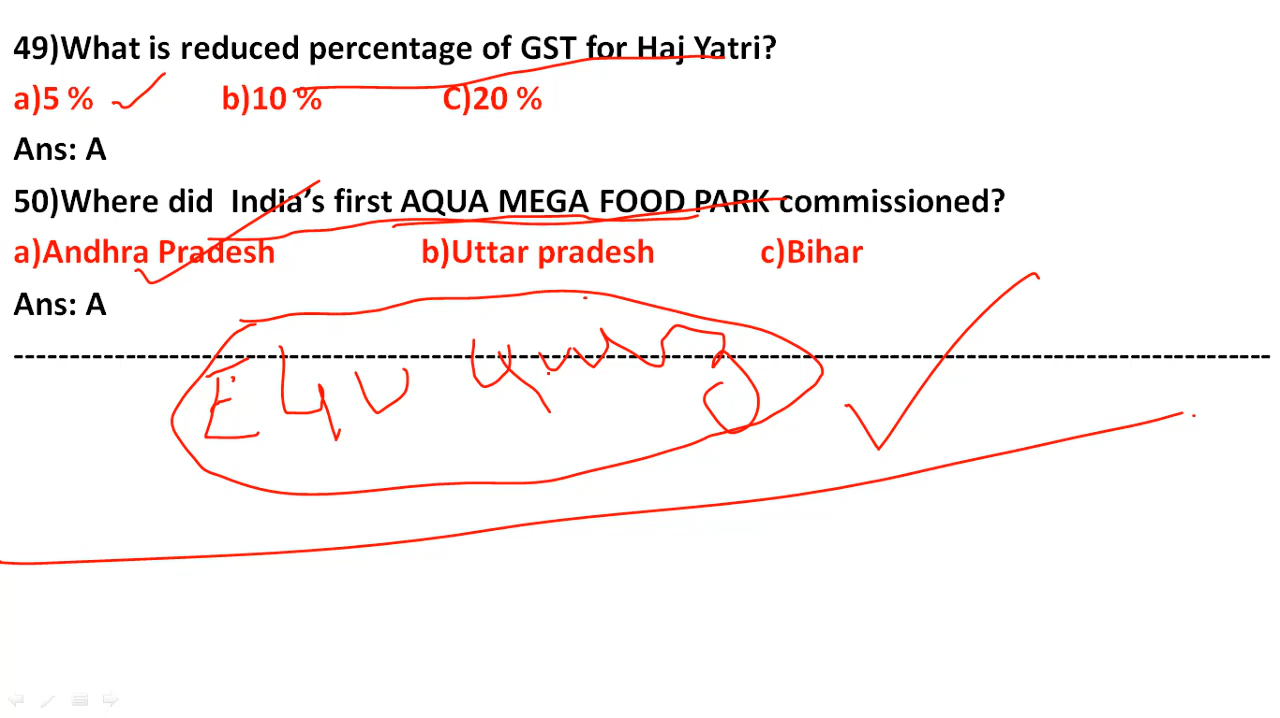 49)What is reduced percentage of GST for Haj Yatri?
a)5 % b)10 % C)20 %
Ans: A
50)Where did India's first AQUA MEGA FOOD PARK commissioned?
a)Andhra Pradesh b)Uttar pradesh c)Bihar
Ans: A
--------------------------------------------------------------------------------